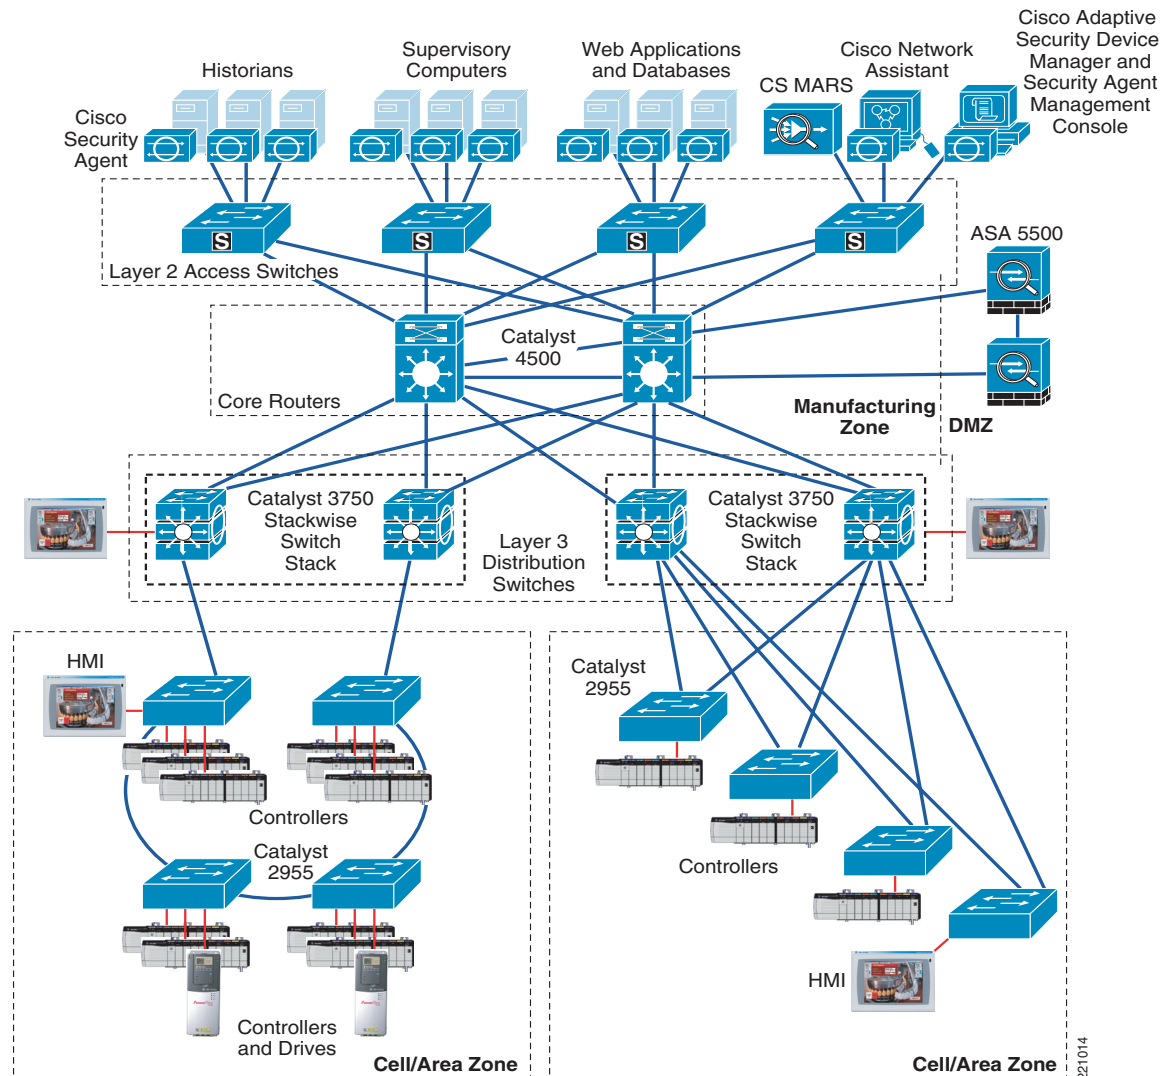 Cisco Adaptive
Security Device
Manager and
Security Agent
Management
Console
Supervisory
Computers
Web Applications
and Databases
Cisco Network
Assistant
Historians
CS MARS
Cisco
Security
Agent
S
S
S
S
ASA 5500
Layer 2 Access Switches
Catalyst
4500
Core Routers
Manufacturing
Zone
DMZ
Catalyst 3750
Stackwise
Switch
Stack
Catalyst 3750
Stackwise
Switch
Stack
Layer 3
Distribution
Switches
HMI
Catalyst
2955
Controllers
Catalyst
2955
Controllers
HMI
Controllers
and Drives
Cell/Area Zone
Cell/Area Zone
221014